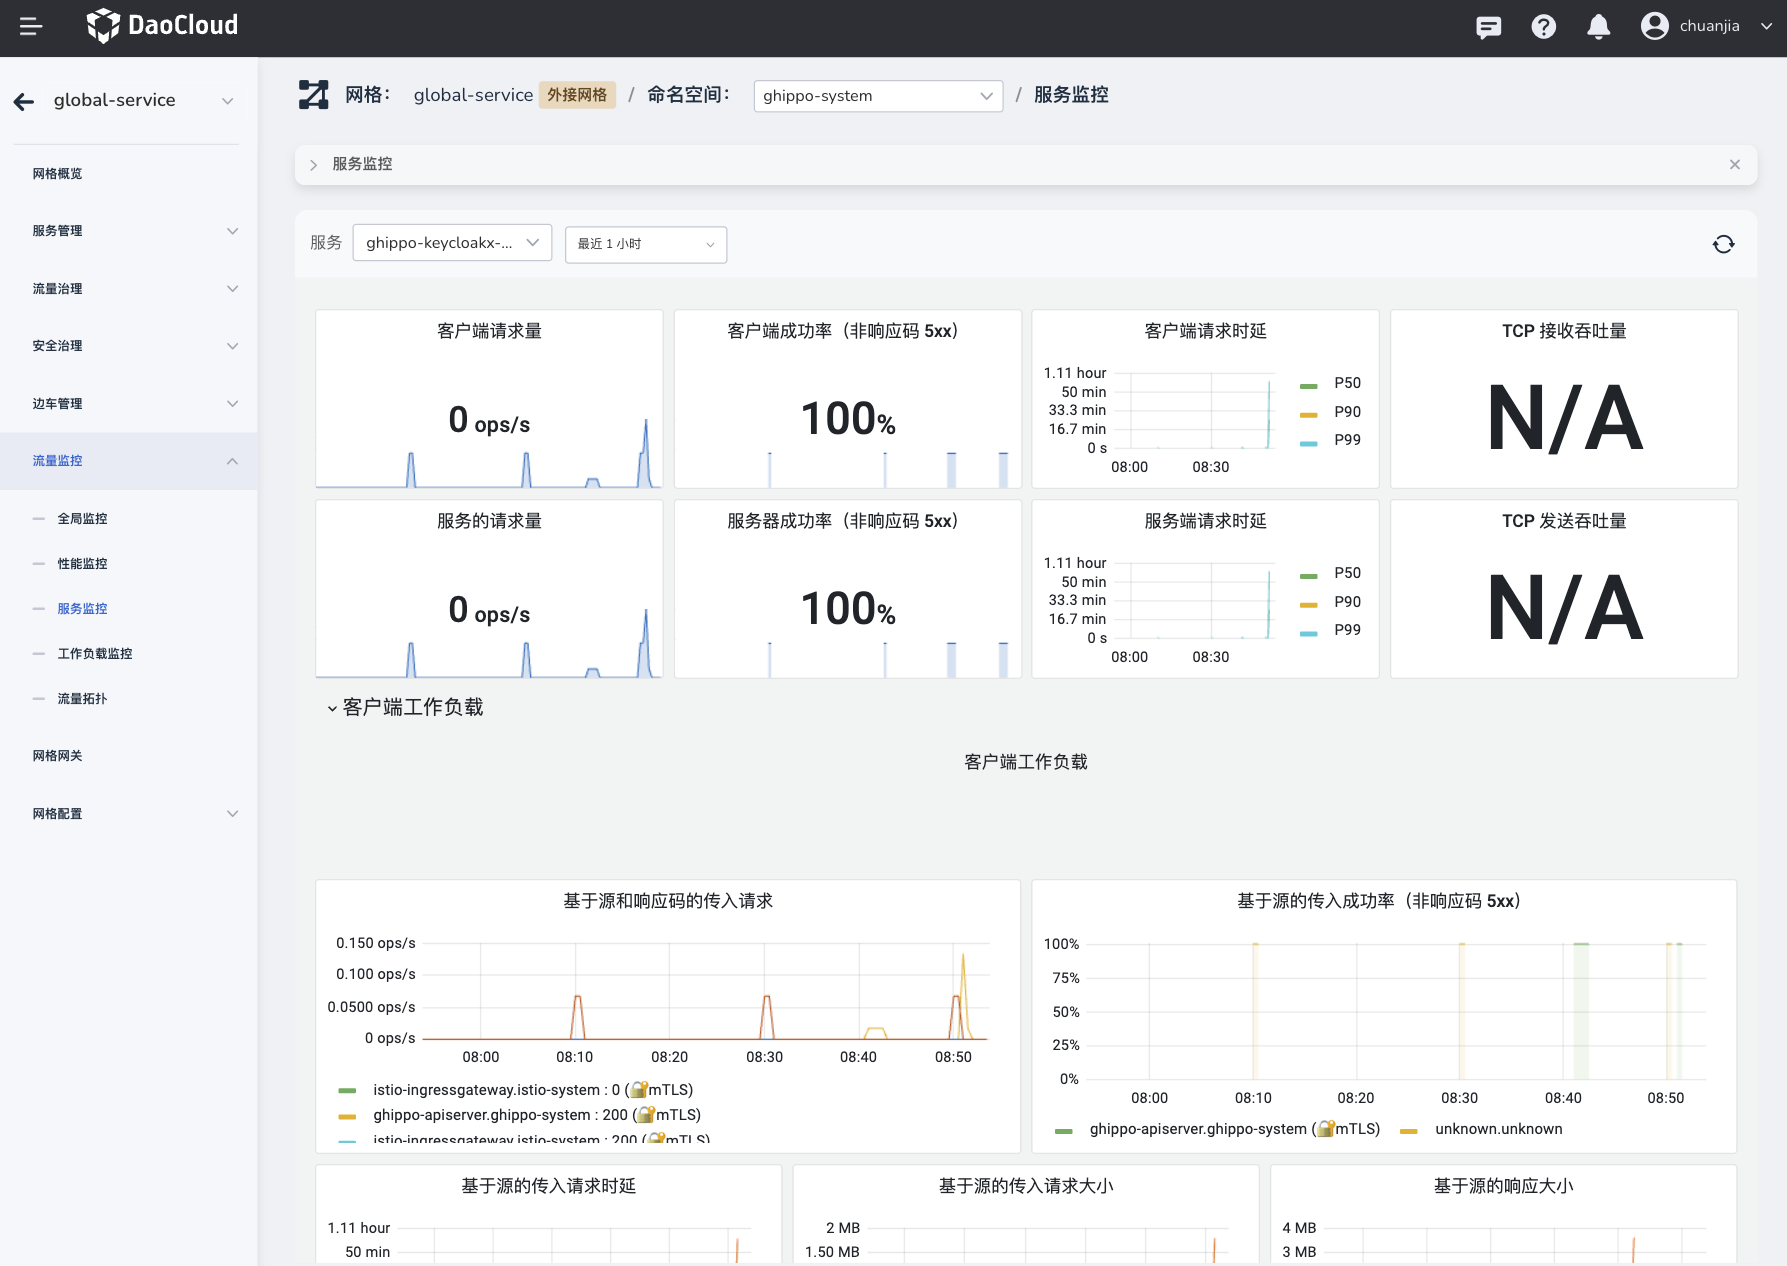 DaoCloud
chuanjia
global-service
网格概览
服务管理
流量治理
安全治理
边车管理
流量监控
全局监控
性能监控
服务监控
工作负载监控
流量拓扑
网格网关
网格配置
网格： global-service 外接网格 / 命名空间： ghippo-system / 服务监控
服务监控
服务 ghippo-keycloakx-... 最近 1 小时
客户端请求量
0 ops/s
客户端成功率（非响应码 5xx）
100%
客户端请求时延
1.11 hour
50 min
33.3 min
16.7 min
0 s
08:00 08:30
P50
P90
P99
TCP 接收吞吐量
N/A
服务的请求量
0 ops/s
服务器成功率（非响应码 5xx）
100%
服务端请求时延
1.11 hour
50 min
33.3 min
16.7 min
0 s
08:00 08:30
P50
P90
P99
TCP 发送吞吐量
N/A
客户端工作负载
客户端工作负载
基于源和响应码的传入请求
0.150 ops/s
0.100 ops/s
0.0500 ops/s
0 ops/s
08:00 08:10 08:20 08:30 08:40 08:50
istio-ingressgateway.istio-system : 0 (🔐mTLS)
ghippo-apiserver.ghippo-system : 200 (🔐mTLS)
istio-ingressgateway.istio-system : 200 (🔐mTLS)
基于源的传入成功率（非响应码 5xx）
100%
75%
50%
25%
0%
08:00 08:10 08:20 08:30 08:40 08:50
ghippo-apiserver.ghippo-system (🔐mTLS) unknown.unknown
基于源的传入请求时延
1.11 hour
50 min
基于源的传入请求大小
2 MB
1.50 MB
基于源的响应大小
4 MB
3 MB